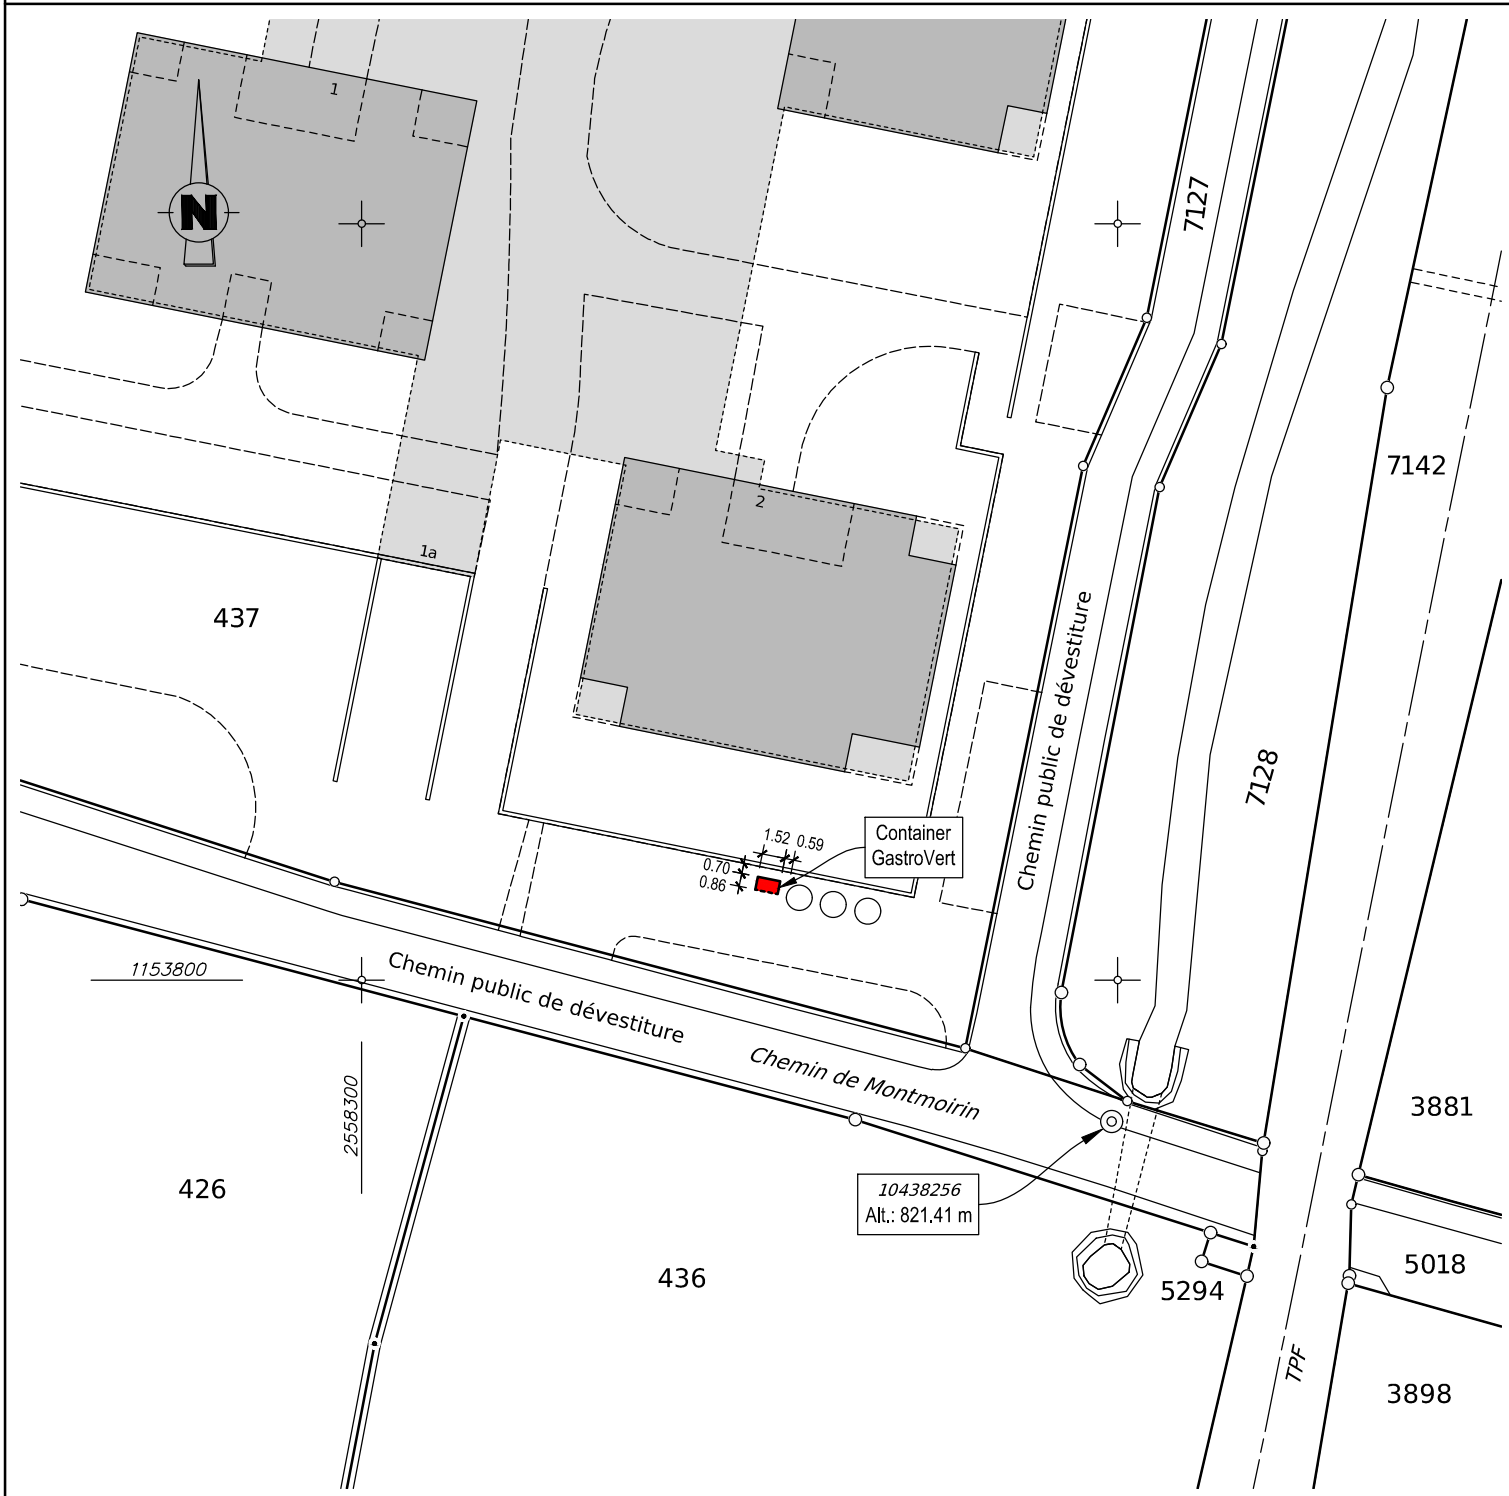 1
N
7127
7142
2
1a
437
Chemin public de dévestiture
7128
1.52 0.59
0.70
0.86
Container
GastroVert
1153800
Chemin public de dévestiture
Chemin de Montmoirin
2558300
3881
426
10438256
Alt.: 821.41 m
436
5294
5018
TPF
3898